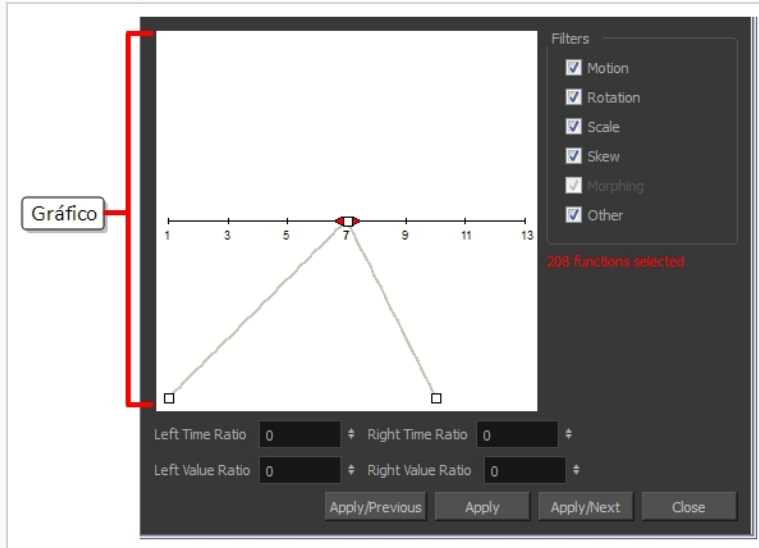 Gráfico
1 3 5 7 9 11 13
Filters
Motion
Rotation
Scale
Skew
Morphing
Other
208 functions selected
Left Time Ratio 0 Right Time Ratio 0
Left Value Ratio 0 Right Value Ratio 0
Apply/Previous Apply Apply/Next Close